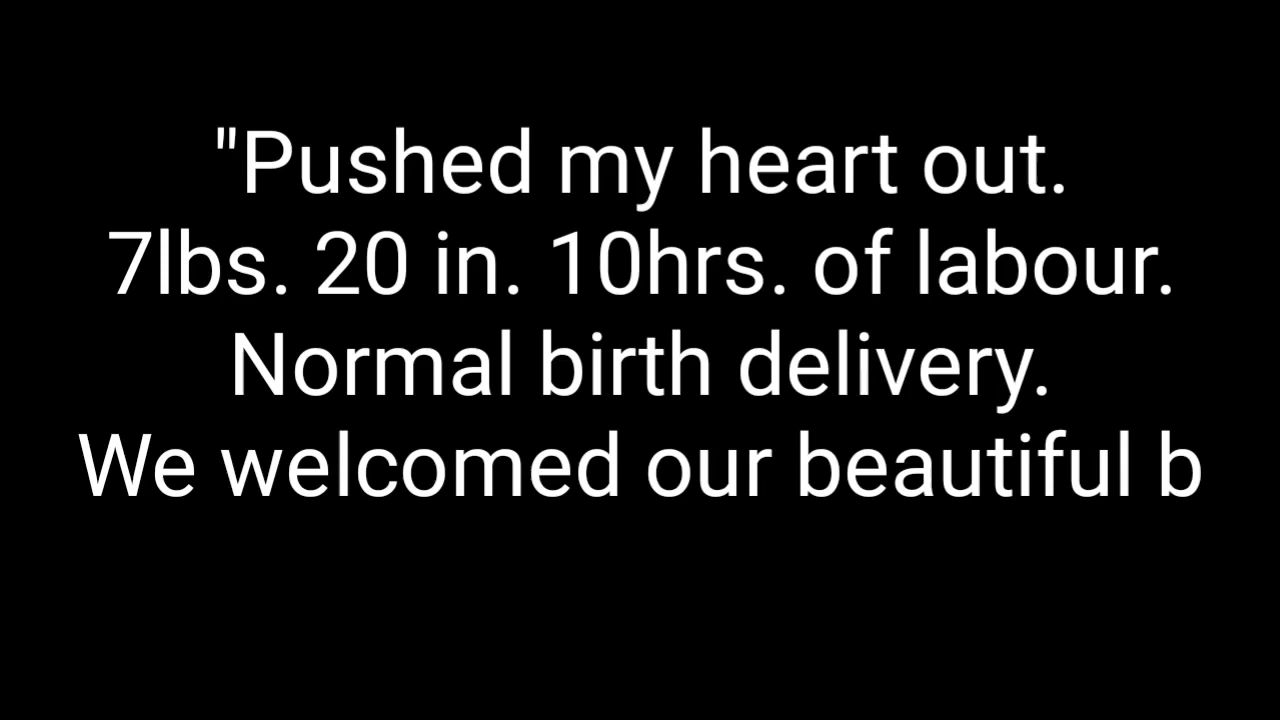 "Pushed my heart out.
7lbs. 20 in. 10hrs. of labour.
Normal birth delivery.
We welcomed our beautiful b